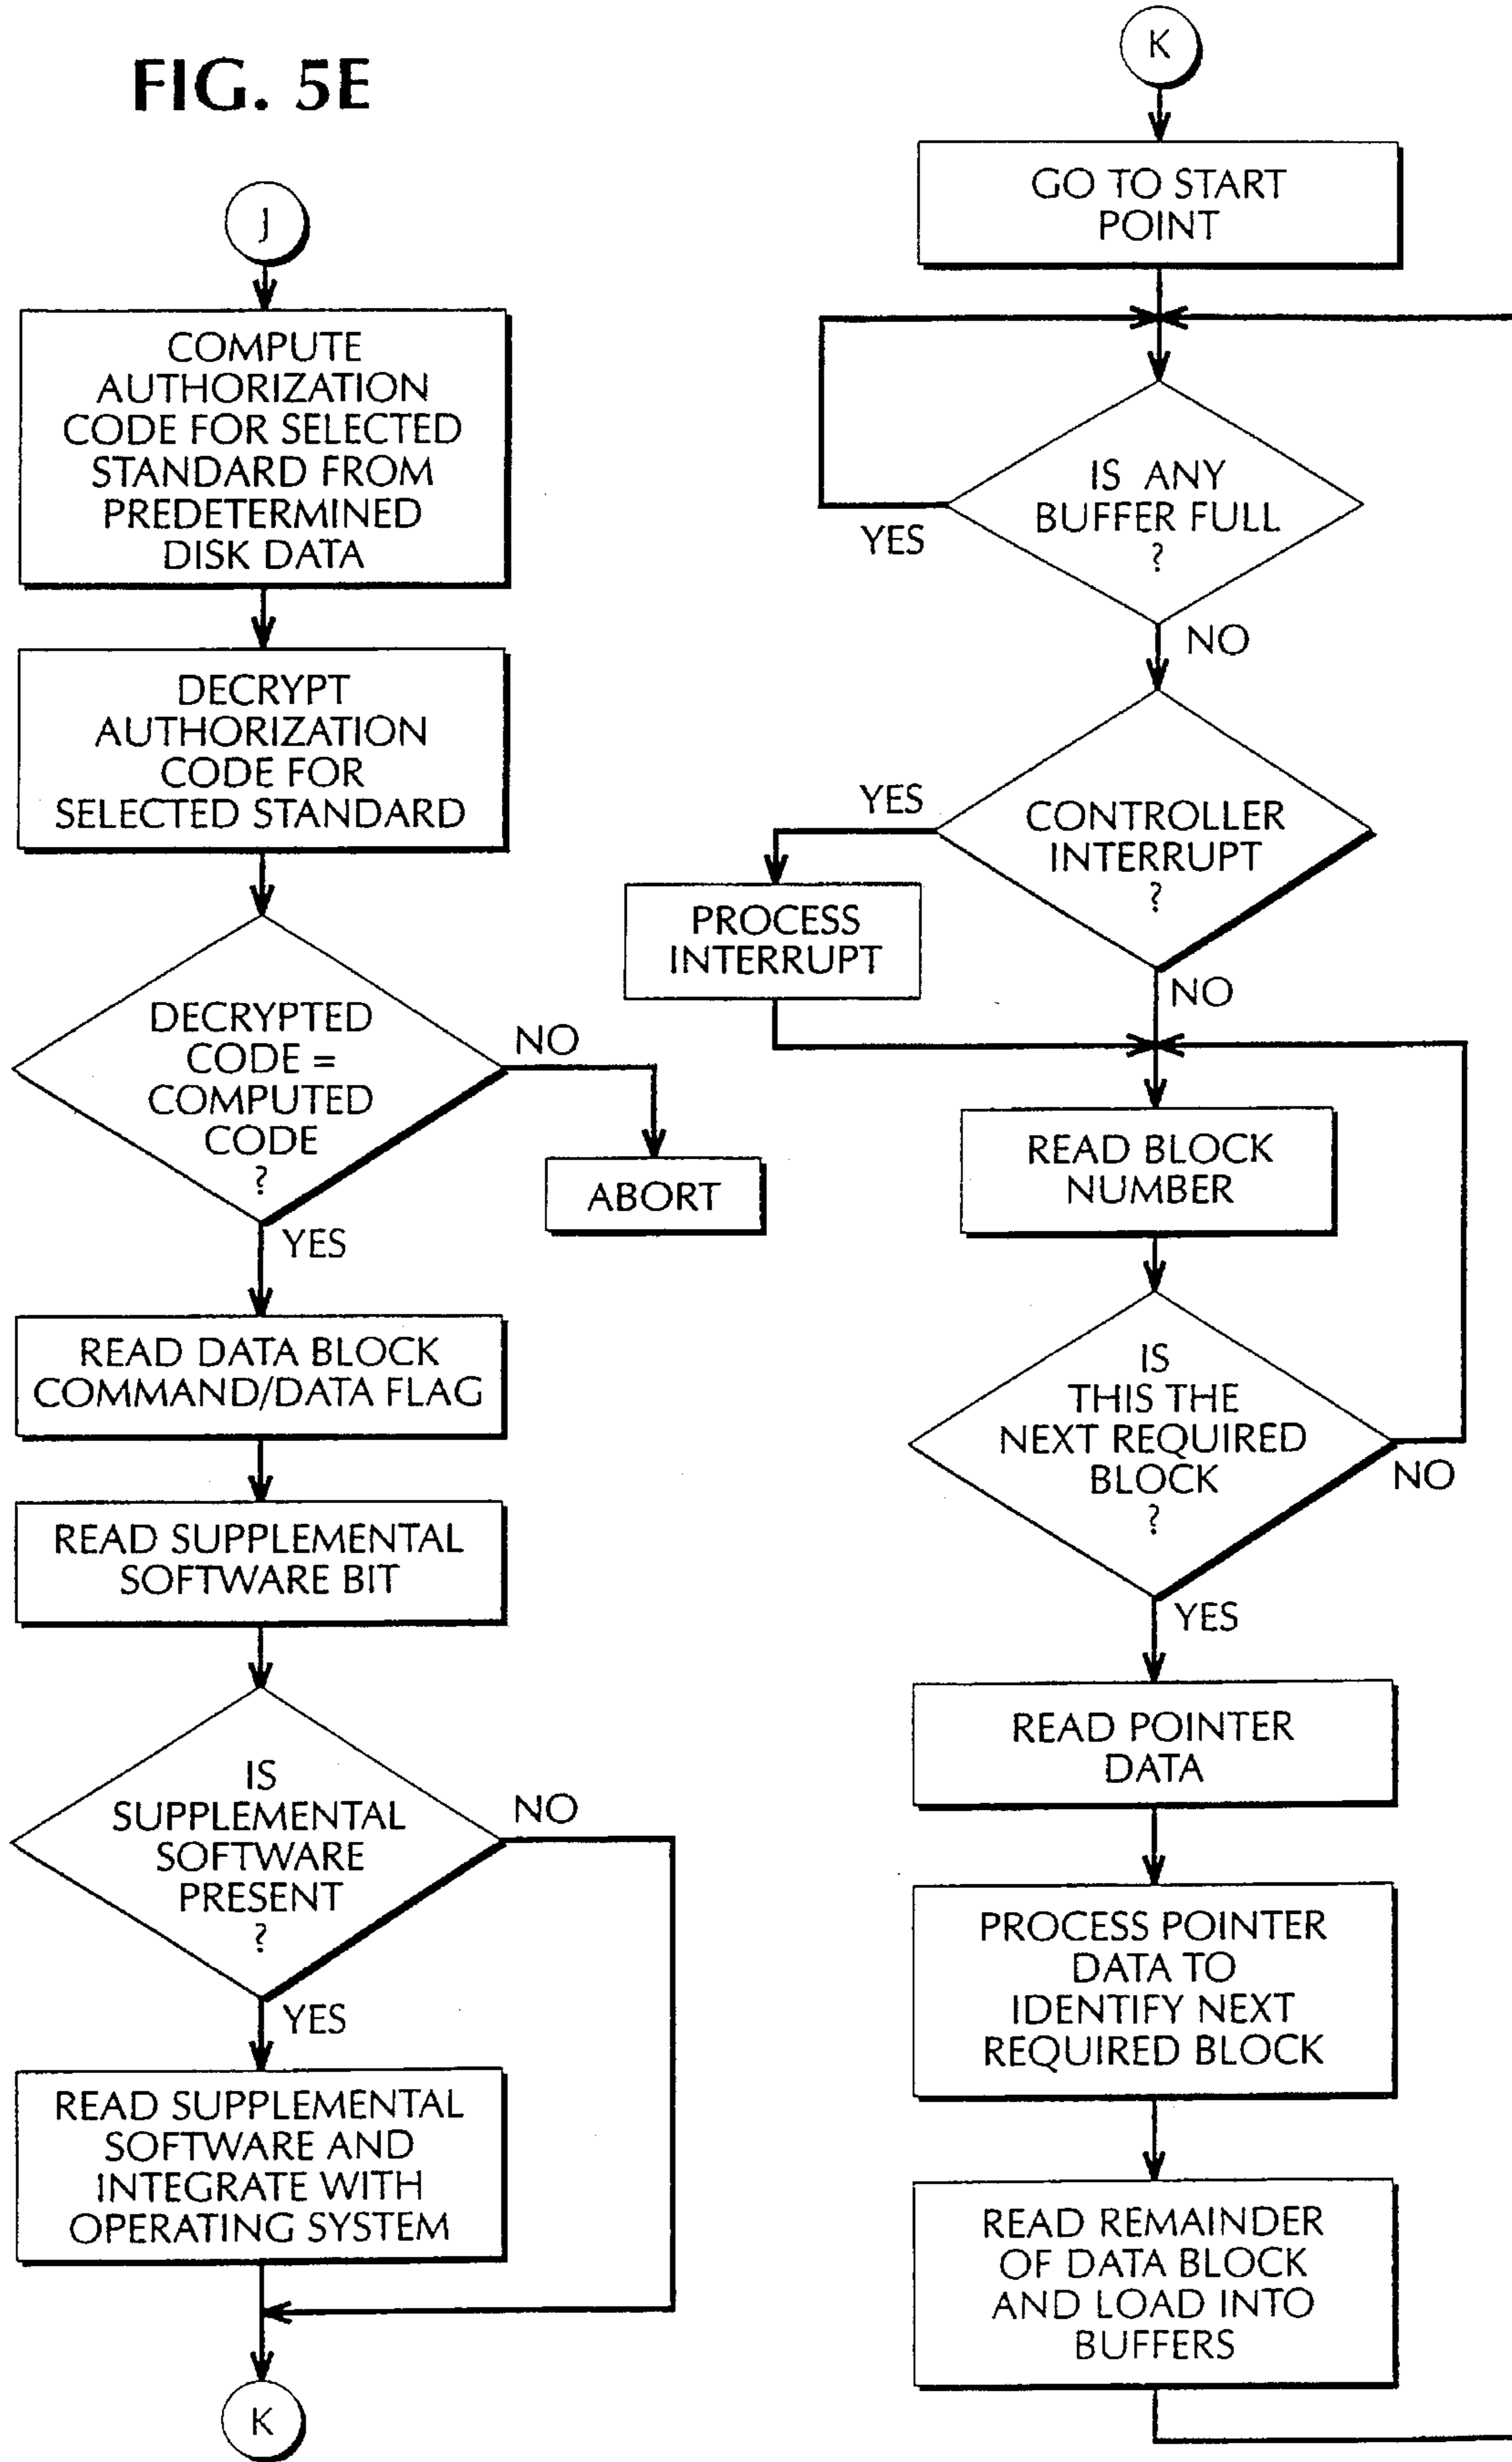 FIG. 5E
J
COMPUTE
AUTHORIZATION
CODE FOR SELECTED
STANDARD FROM
PREDETERMINED
DISK DATA
DECRYPT
AUTHORIZATION
CODE FOR
SELECTED STANDARD
DECRYPTED
CODE =
COMPUTED
CODE
?
NO
ABORT
YES
READ DATA BLOCK
COMMAND/DATA FLAG
READ SUPPLEMENTAL
SOFTWARE BIT
IS
SUPPLEMENTAL
SOFTWARE
PRESENT
?
NO
YES
READ SUPPLEMENTAL
SOFTWARE AND
INTEGRATE WITH
OPERATING SYSTEM
K
K
GO TO START
POINT
IS ANY
BUFFER FULL
?
YES
NO
CONTROLLER
INTERRUPT
?
YES
PROCESS
INTERRUPT
NO
READ BLOCK
NUMBER
IS
THIS THE
NEXT REQUIRED
BLOCK
?
NO
YES
READ POINTER
DATA
PROCESS POINTER
DATA TO
IDENTIFY NEXT
REQUIRED BLOCK
READ REMAINDER
OF DATA BLOCK
AND LOAD INTO
BUFFERS